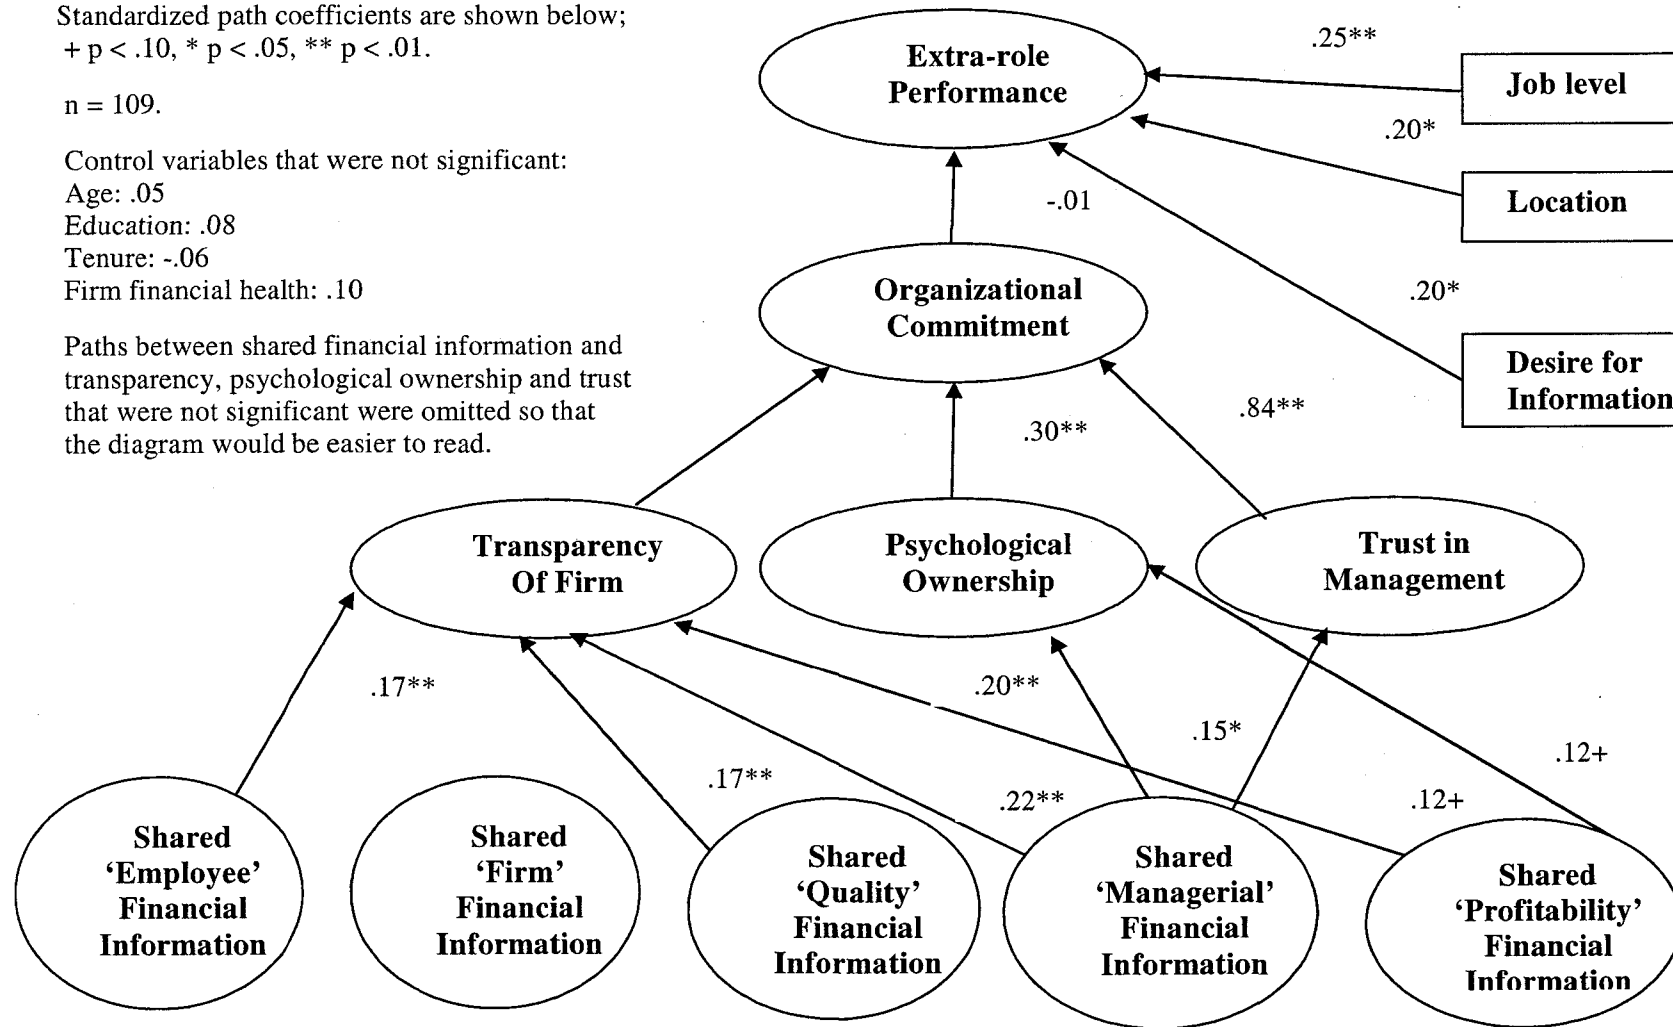 Standardized path coefficients are shown below;
+ p < .10, * p < .05, ** p < .01.
n = 109.
Control variables that were not significant:
Age: .05
Education: .08
Tenure: -.06
Firm financial health: .10
Paths between shared financial information and
transparency, psychological ownership and trust
that were not significant were omitted so that
the diagram would be easier to read.
Extra-role
Performance
.25**
Job level
.20*
Location
-.01
.20*
Desire for
Information
Organizational
Commitment
.30**
.84**
Transparency
Of Firm
Psychological
Ownership
Trust in
Management
.17**
.17**
.20**
.22**
.15*
.12+
.12+
Shared
‘Employee’
Financial
Information
Shared
‘Firm’
Financial
Information
Shared
‘Quality’
Financial
Information
Shared
‘Managerial’
Financial
Information
Shared
‘Profitability’
Financial
Information